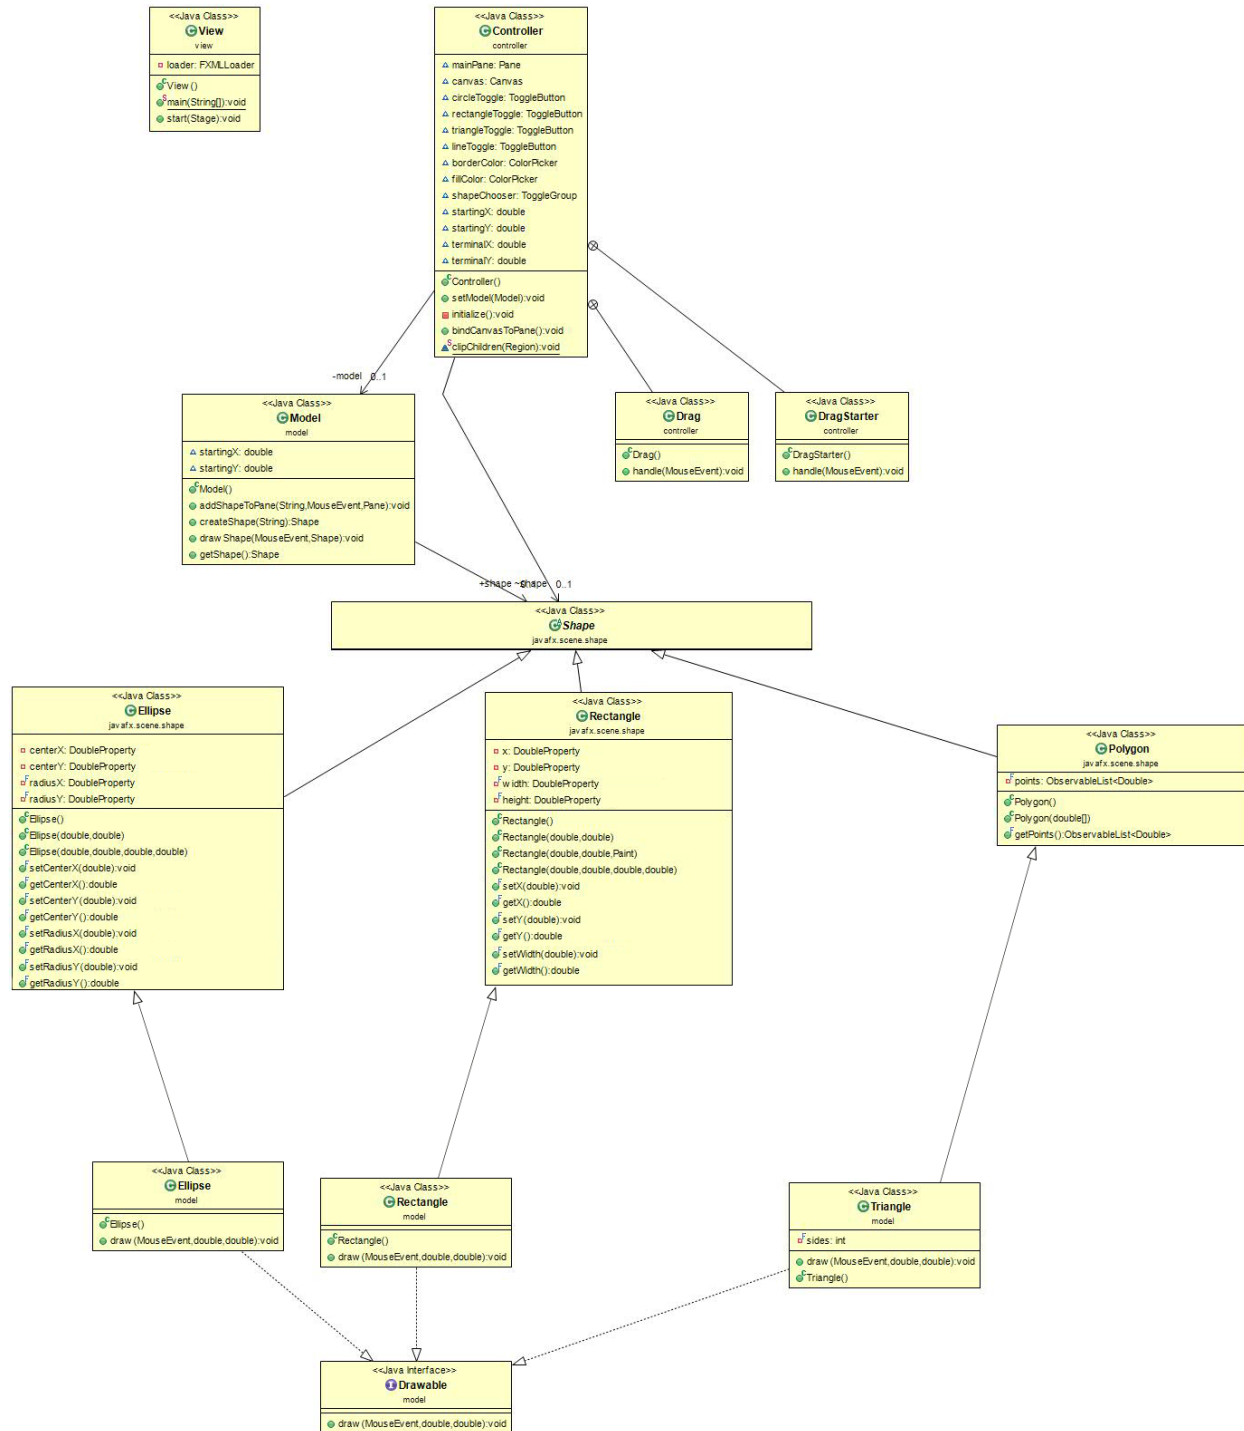 <<Java Class>>
View
view
loader: FXMLLoader
View()
main(String[]):void
start(Stage):void
<<Java Class>>
Controller
controller
mainPane: Pane
canvas: Canvas
circleToggle: ToggleButton
rectangleToggle: ToggleButton
triangleToggle: ToggleButton
lineToggle: ToggleButton
borderColor: ColorPicker
fillColor: ColorPicker
shapeChooser: ToggleGroup
startingX: double
startingY: double
terminalX: double
terminalY: double
Controller()
setModel(Model):void
initialize():void
bindCanvasToPane():void
clipChildren(Region):void
-model 0..1
<<Java Class>>
Model
model
startingX: double
startingY: double
Model()
addShapeToPane(String,MouseEvent,Pane):void
createShape(String):Shape
drawShape(MouseEvent,Shape):void
getShape():Shape
<<Java Class>>
Drag
controller
Drag()
handle(MouseEvent):void
<<Java Class>>
DragStarter
controller
DragStarter()
handle(MouseEvent):void
+shape ~shape 0..1
<<Java Class>>
Shape
javafx.scene.shape
<<Java Class>>
Ellipse
javafx.scene.shape
centerX: DoubleProperty
centerY: DoubleProperty
radiusX: DoubleProperty
radiusY: DoubleProperty
Ellipse()
Ellipse(double,double)
Ellipse(double,double,double,double)
setCenterX(double):void
getCenterX():double
setCenterY(double):void
getCenterY():double
setRadiusX(double):void
getRadiusX():double
setRadiusY(double):void
getRadiusY():double
<<Java Class>>
Rectangle
javafx.scene.shape
x: DoubleProperty
y: DoubleProperty
width: DoubleProperty
height: DoubleProperty
Rectangle()
Rectangle(double,double)
Rectangle(double,double,Paint)
Rectangle(double,double,double,double)
setX(double):void
getX():double
setY(double):void
getY():double
setWidth(double):void
getWidth():double
<<Java Class>>
Polygon
javafx.scene.shape
points: ObservableList<Double>
Polygon()
Polygon(double[])
getPoints():ObservableList<Double>
<<Java Class>>
Ellipse
model
Ellipse()
draw(MouseEvent,double,double):void
<<Java Class>>
Rectangle
model
Rectangle()
draw(MouseEvent,double,double):void
<<Java Class>>
Triangle
model
sides: int
draw(MouseEvent,double,double):void
Triangle()
<<Java Interface>>
Drawable
model
draw(MouseEvent,double,double):void